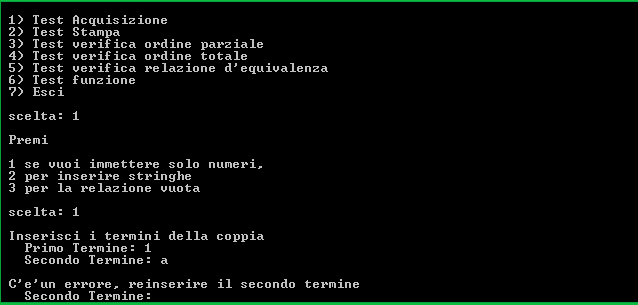 1) Test Acquisizione
2) Test Stampa
3) Test verifica ordine parziale
4) Test verifica ordine totale
5) Test verifica relazione d'equivalenza
6) Test funzione
7) Esci
scelta: 1
Premi
1 se vuoi immettere solo numeri,
2 per inserire stringhe
3 per la relazione vuota
scelta: 1
Inserisci i termini della coppia
Primo Termine: 1
Secondo Termine: a
C'e'un errore, reinserire il secondo termine
Secondo Termine: